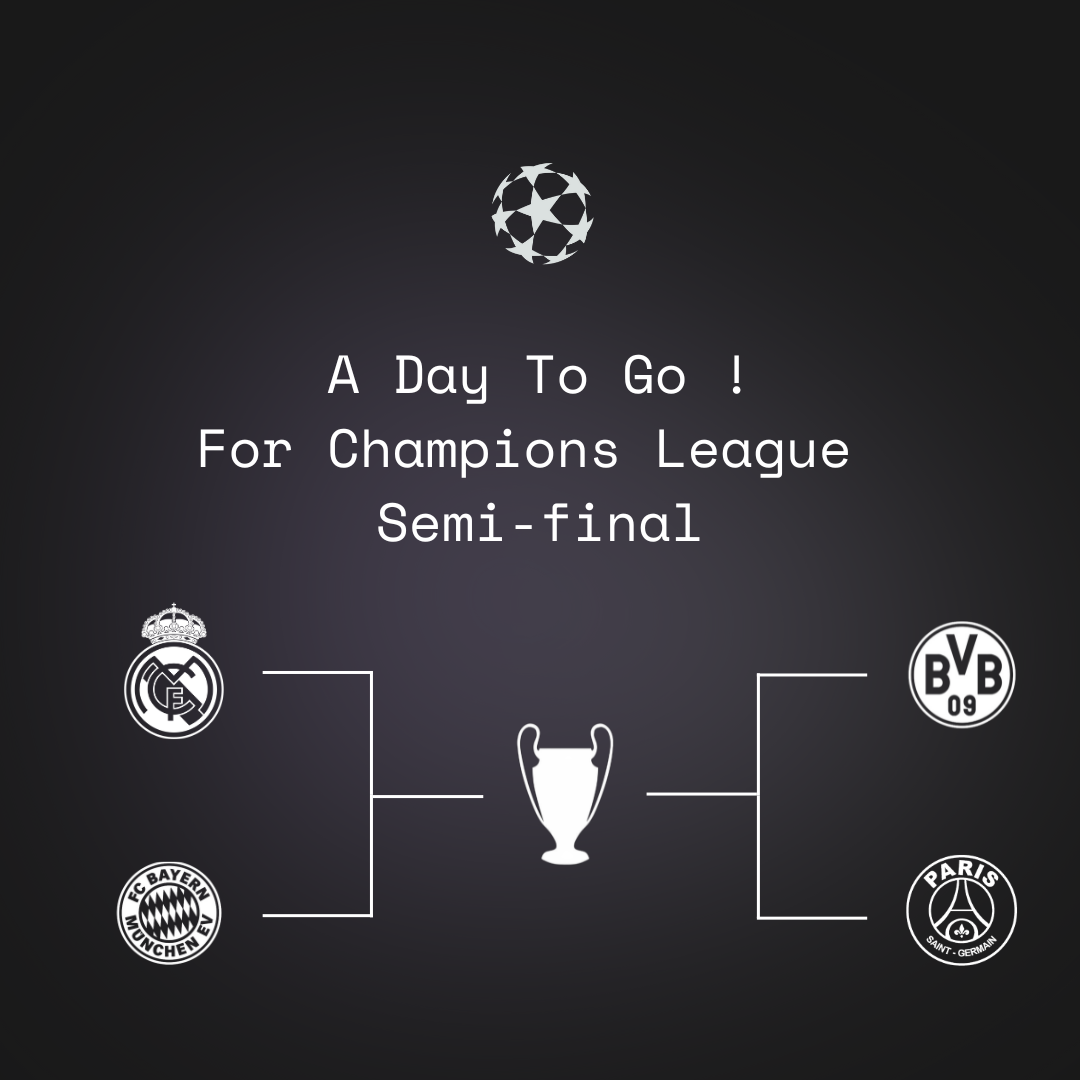 A Day To Go !
For Champions League
Semi-final
BVB
09
FC BAYERN
MÜNCHEN EV
PARIS
SAINT - GERMAIN